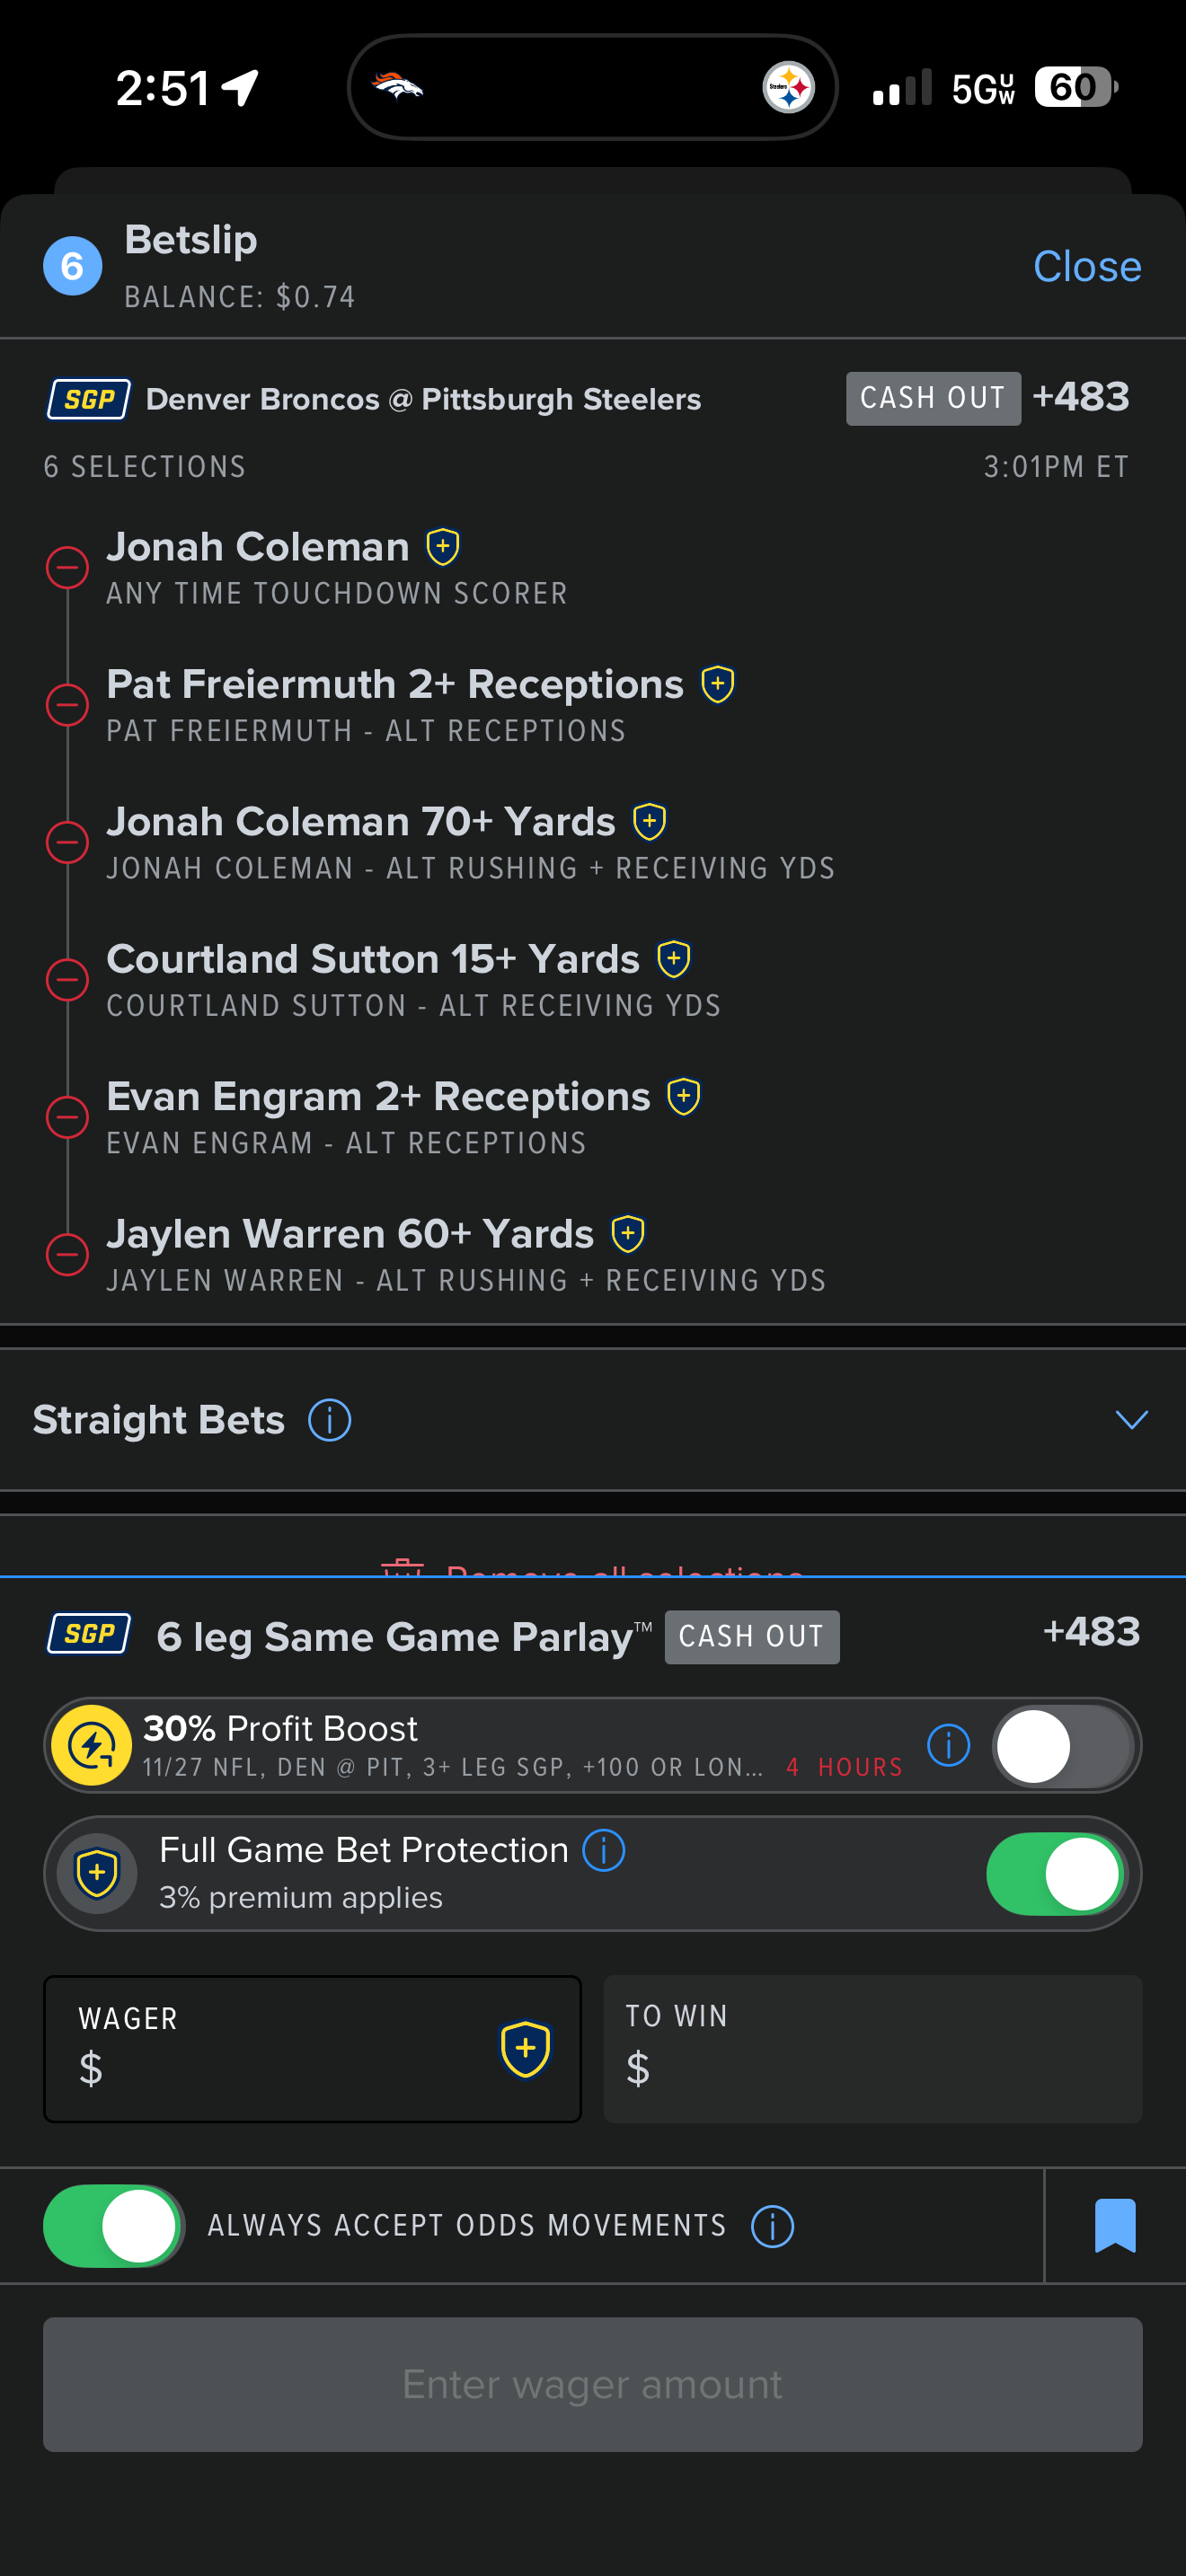 2:51
Steelers
5GUW
60
6
Betslip
BALANCE: $0.74
Close
SGP Denver Broncos @ Pittsburgh Steelers CASH OUT +483
6 SELECTIONS 3:01PM ET
Jonah Coleman
ANY TIME TOUCHDOWN SCORER
Pat Freiermuth 2+ Receptions
PAT FREIERMUTH - ALT RECEPTIONS
Jonah Coleman 70+ Yards
JONAH COLEMAN - ALT RUSHING + RECEIVING YDS
Courtland Sutton 15+ Yards
COURTLAND SUTTON - ALT RECEIVING YDS
Evan Engram 2+ Receptions
EVAN ENGRAM - ALT RECEPTIONS
Jaylen Warren 60+ Yards
JAYLEN WARREN - ALT RUSHING + RECEIVING YDS
Straight Bets
Remove all selections
SGP 6 leg Same Game Parlay™ CASH OUT +483
30% Profit Boost
11/27 NFL, DEN @ PIT, 3+ LEG SGP, +100 OR LON... 4 HOURS
Full Game Bet Protection
3% premium applies
WAGER
$
TO WIN
$
ALWAYS ACCEPT ODDS MOVEMENTS
Enter wager amount